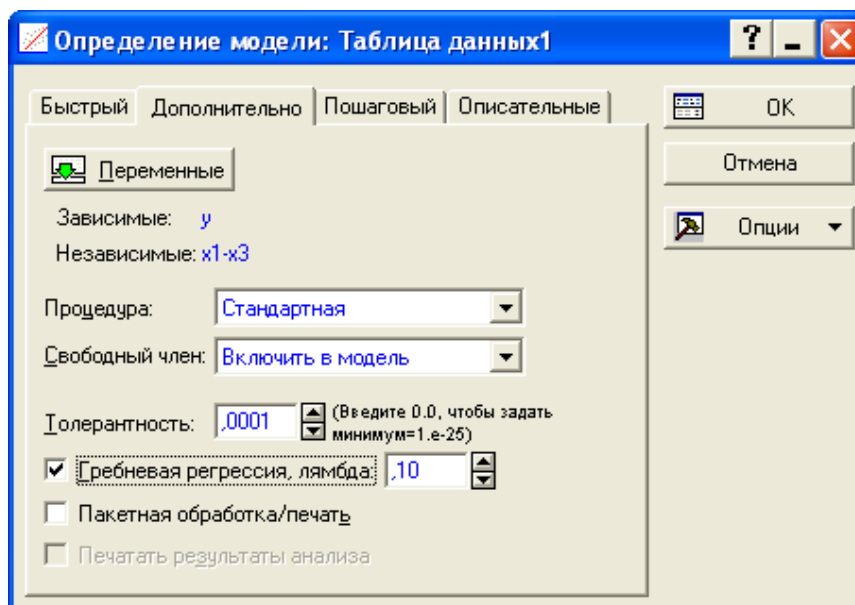 Определение модели: Таблица данных1
Быстрый Дополнительно Пошаговый Описательные
Переменные
Зависимые: y
Независимые: x1-x3
Процедура: Стандартная
Свободный член: Включить в модель
Толерантность: ,0001 (Введите 0.0, чтобы задать
минимум=1.e-25)
Гребневая регрессия, лямбда: ,10
Пакетная обработка/печать
Печатать результаты анализа
OK
Отмена
Опции